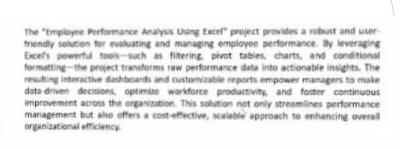 The "Employee Performance Analysis Using Excel" project provides a robust and user-
friendly solution for evaluating and managing employee performance. By leveraging
Excel's powerful tools—such as filtering, pivot tables, charts, and conditional
formatting—the project transforms raw performance data into actionable insights. The
resulting interactive dashboards and customizable reports empower managers to make
data-driven decisions, optimize workforce productivity, and foster continuous
improvement across the organization. This solution not only streamlines performance
management but also offers a cost-effective, scalable approach to enhancing overall
organizational efficiency.